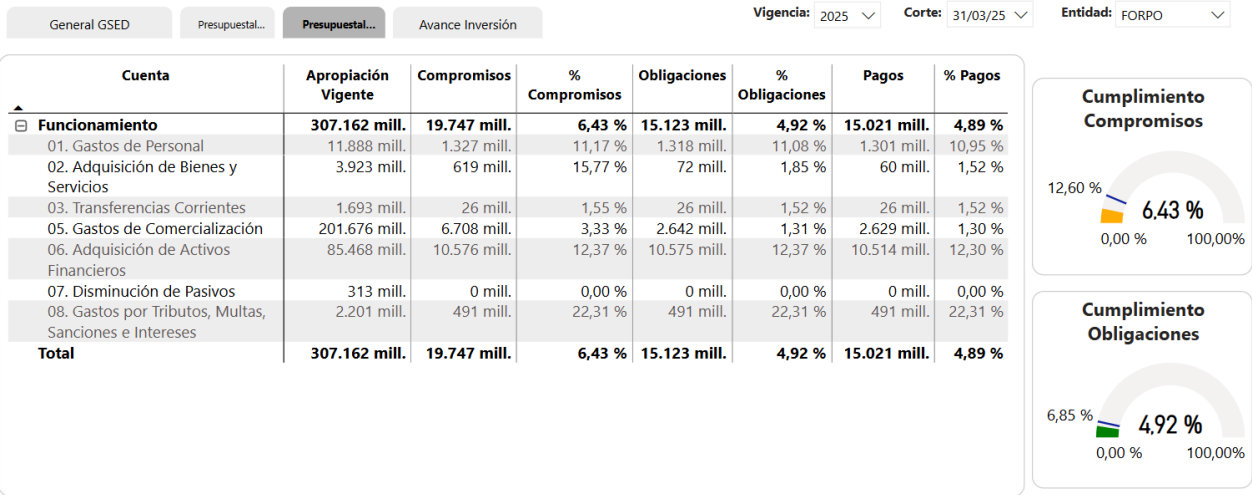 General GSED Presupuestal... Presupuestal... Avance Inversión Vigencia: 2025 Corte: 31/03/25 Entidad: FORPO
Cuenta Apropiación Vigente Compromisos % Compromisos Obligaciones % Obligaciones Pagos % Pagos
Funcionamiento 307.162 mill. 19.747 mill. 6,43 % 15.123 mill. 4,92 % 15.021 mill. 4,89 %
01. Gastos de Personal 11.888 mill. 1.327 mill. 11,17 % 1.318 mill. 11,08 % 1.301 mill. 10,95 %
02. Adquisición de Bienes y 3.923 mill. 619 mill. 15,77 % 72 mill. 1,85 % 60 mill. 1,52 %
Servicios
03. Transferencias Corrientes 1.693 mill. 26 mill. 1,55 % 26 mill. 1,52 % 26 mill. 1,52 %
05. Gastos de Comercialización 201.676 mill. 6.708 mill. 3,33 % 2.642 mill. 1,31 % 2.629 mill. 1,30 %
06. Adquisición de Activos 85.468 mill. 10.576 mill. 12,37 % 10.575 mill. 12,37 % 10.514 mill. 12,30 %
Financieros
07. Disminución de Pasivos 313 mill. 0 mill. 0,00 % 0 mill. 0,00 % 0 mill. 0,00 %
08. Gastos por Tributos, Multas, 2.201 mill. 491 mill. 22,31 % 491 mill. 22,31 % 491 mill. 22,31 %
Sanciones e Intereses
Total 307.162 mill. 19.747 mill. 6,43 % 15.123 mill. 4,92 % 15.021 mill. 4,89 %
Cumplimiento
Compromisos
12,60 %
6,43 %
0,00 % 100,00%
Cumplimiento
Obligaciones
6,85 %
4,92 %
0,00 % 100,00%